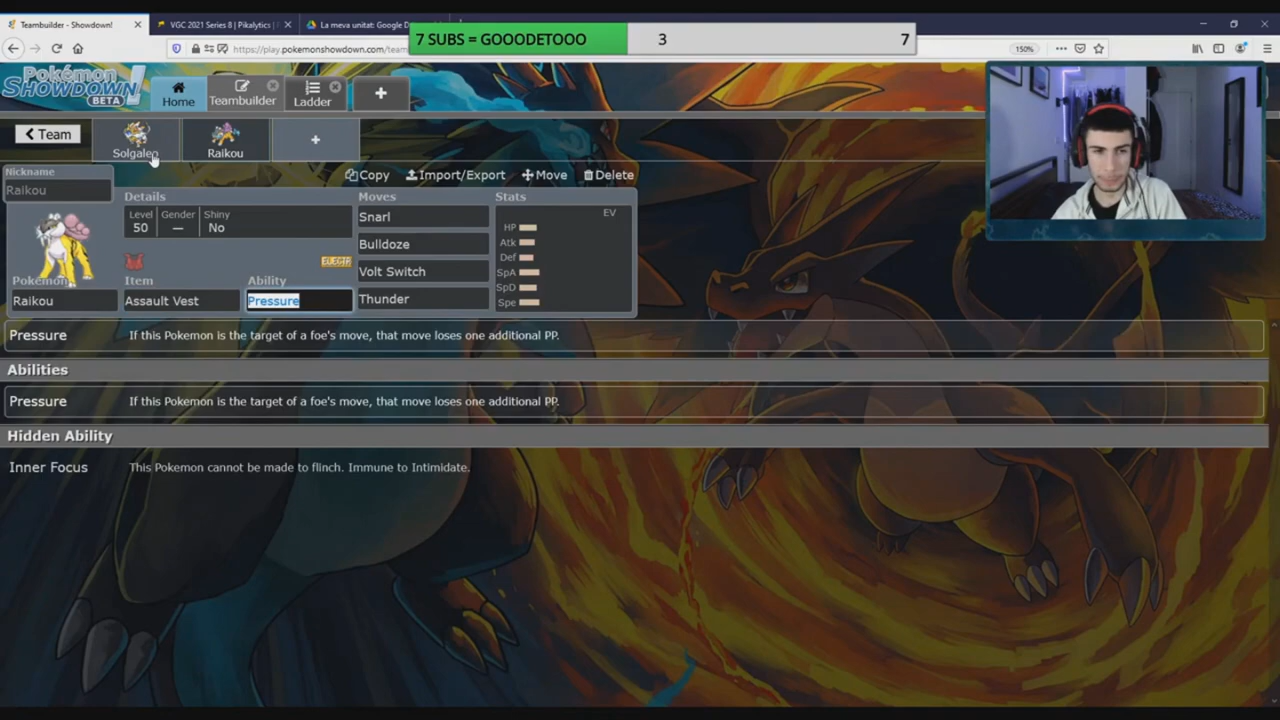 Teambuilder - Showdown!
VGC 2021 Series 8 | Pikalytics |
La meva unitat: Google D
https://play.pokemonshowdown.com/team
150%
7 SUBS = GOOODETOOO 3 7
Pokémon
SHOWDOWN!
BETA
Home
Teambuilder
Ladder
+
< Team
Solgaleo
Raikou
+
Nickname
Raikou
Copy
Import/Export
Move
Delete
Details
Moves
Stats
Level
50
Gender
—
Shiny
No
Snarl
Bulldoze
Volt Switch
Thunder
EV
HP
Atk
Def
SpA
SpD
Spe
ELECTR
Pokémon
Raikou
Item
Assault Vest
Ability
Pressure
Pressure If this Pokemon is the target of a foe's move, that move loses one additional PP.
Abilities
Pressure If this Pokemon is the target of a foe's move, that move loses one additional PP.
Hidden Ability
Inner Focus This Pokemon cannot be made to flinch. Immune to Intimidate.